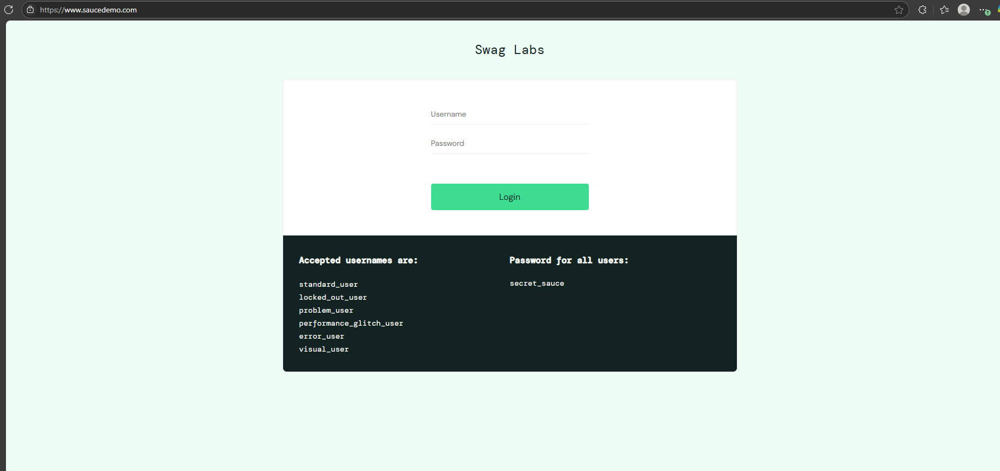 https://www.saucedemo.com
Swag Labs
Username
Password
Login
Accepted usernames are:
standard_user
locked_out_user
problem_user
performance_glitch_user
error_user
visual_user
Password for all users:
secret_sauce